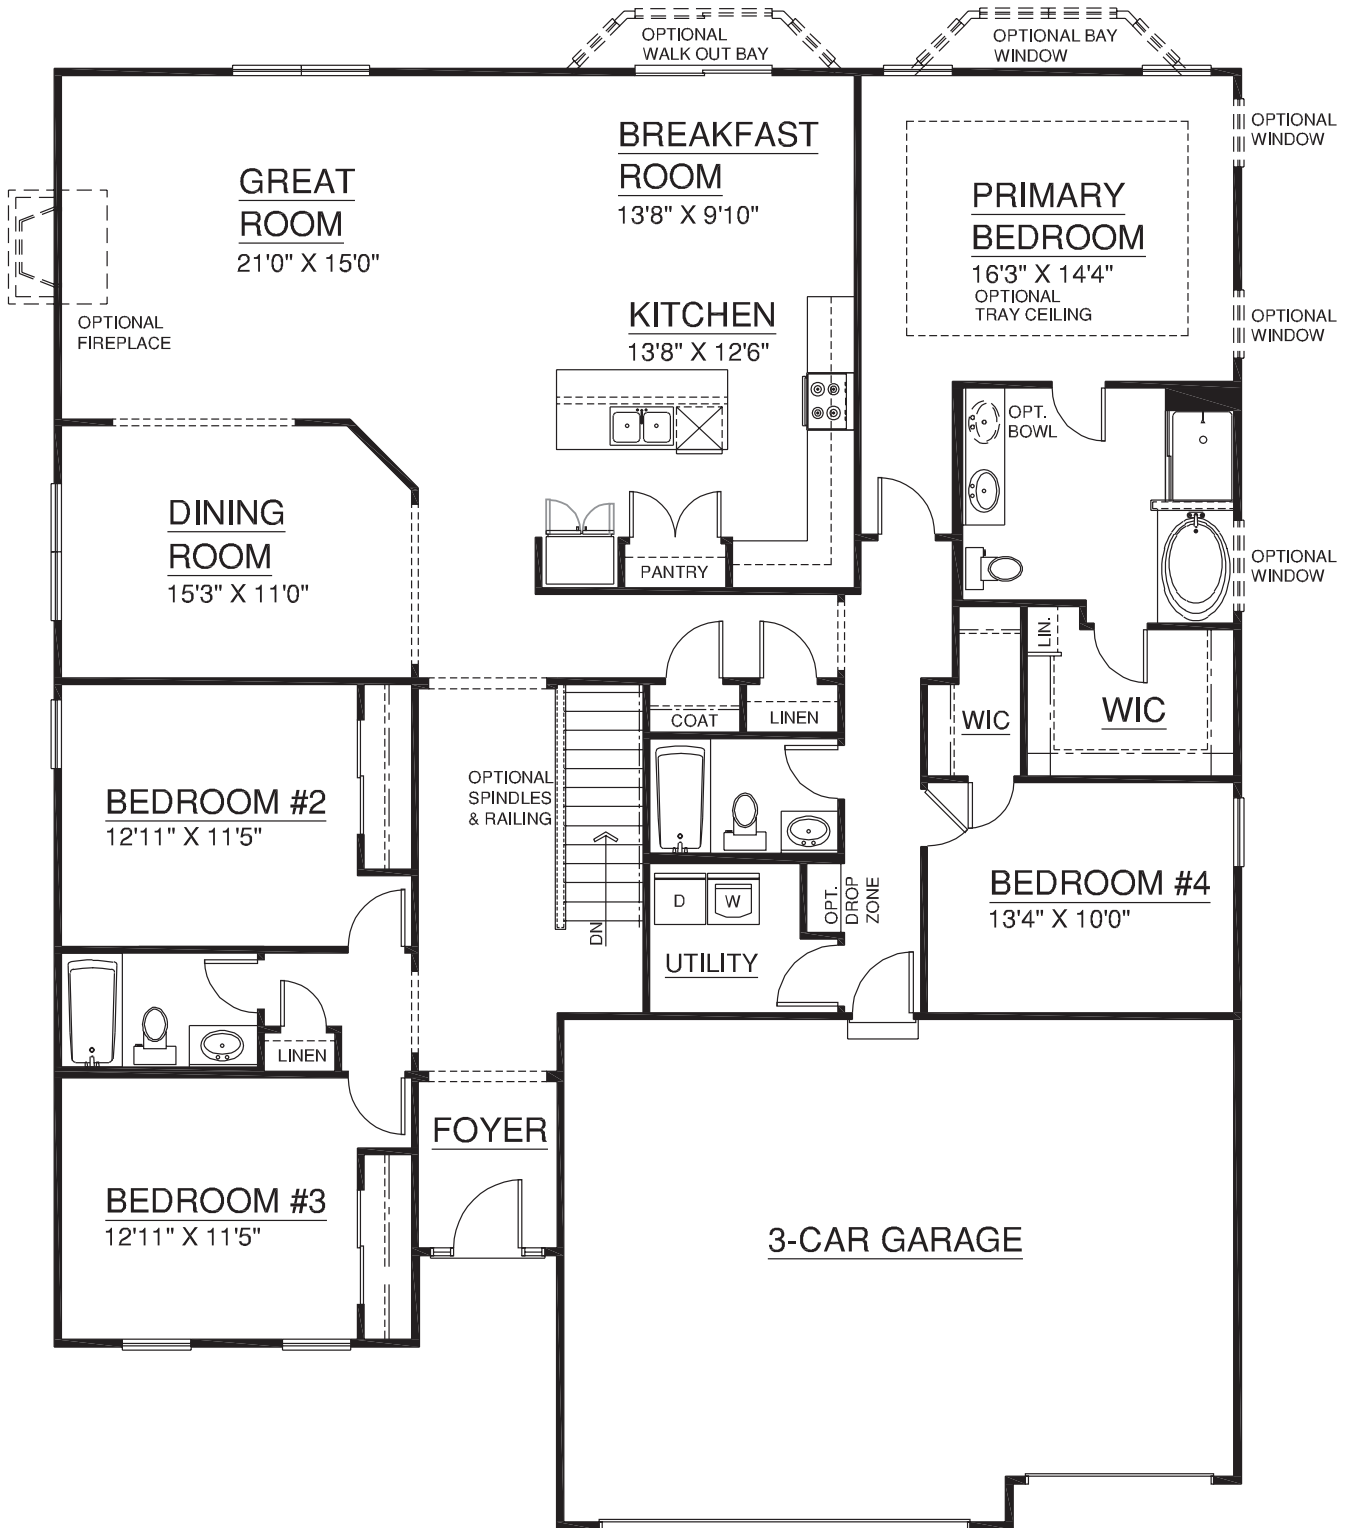 OPTIONAL
WALK OUT BAY
OPTIONAL BAY
WINDOW
OPTIONAL
WINDOW
BREAKFAST
ROOM
13'8" X 9'10"
GREAT
ROOM
21'0" X 15'0"
PRIMARY
BEDROOM
16'3" X 14'4"
OPTIONAL
TRAY CEILING
OPTIONAL
FIREPLACE
KITCHEN
13'8" X 12'6"
OPTIONAL
WINDOW
OPT.
BOWL
DINING
ROOM
15'3" X 11'0"
PANTRY
OPTIONAL
WINDOW
LIN.
WIC
WIC
COAT
LINEN
OPTIONAL
SPINDLES
& RAILING
BEDROOM #2
12'11" X 11'5"
DN
D
W
OPT.
DROP
ZONE
BEDROOM #4
13'4" X 10'0"
UTILITY
LINEN
FOYER
BEDROOM #3
12'11" X 11'5"
3-CAR GARAGE